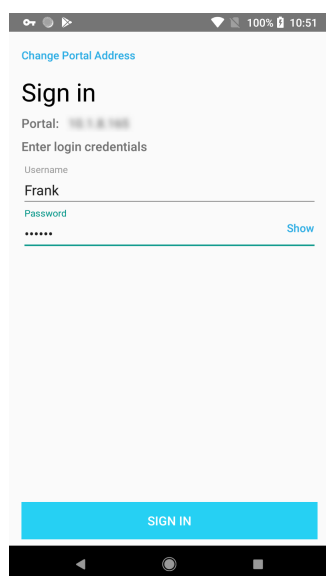 100% 10:51
Change Portal Address
Sign in
Portal:
Enter login credentials
Username
Frank
Password
••••••
Show
SIGN IN